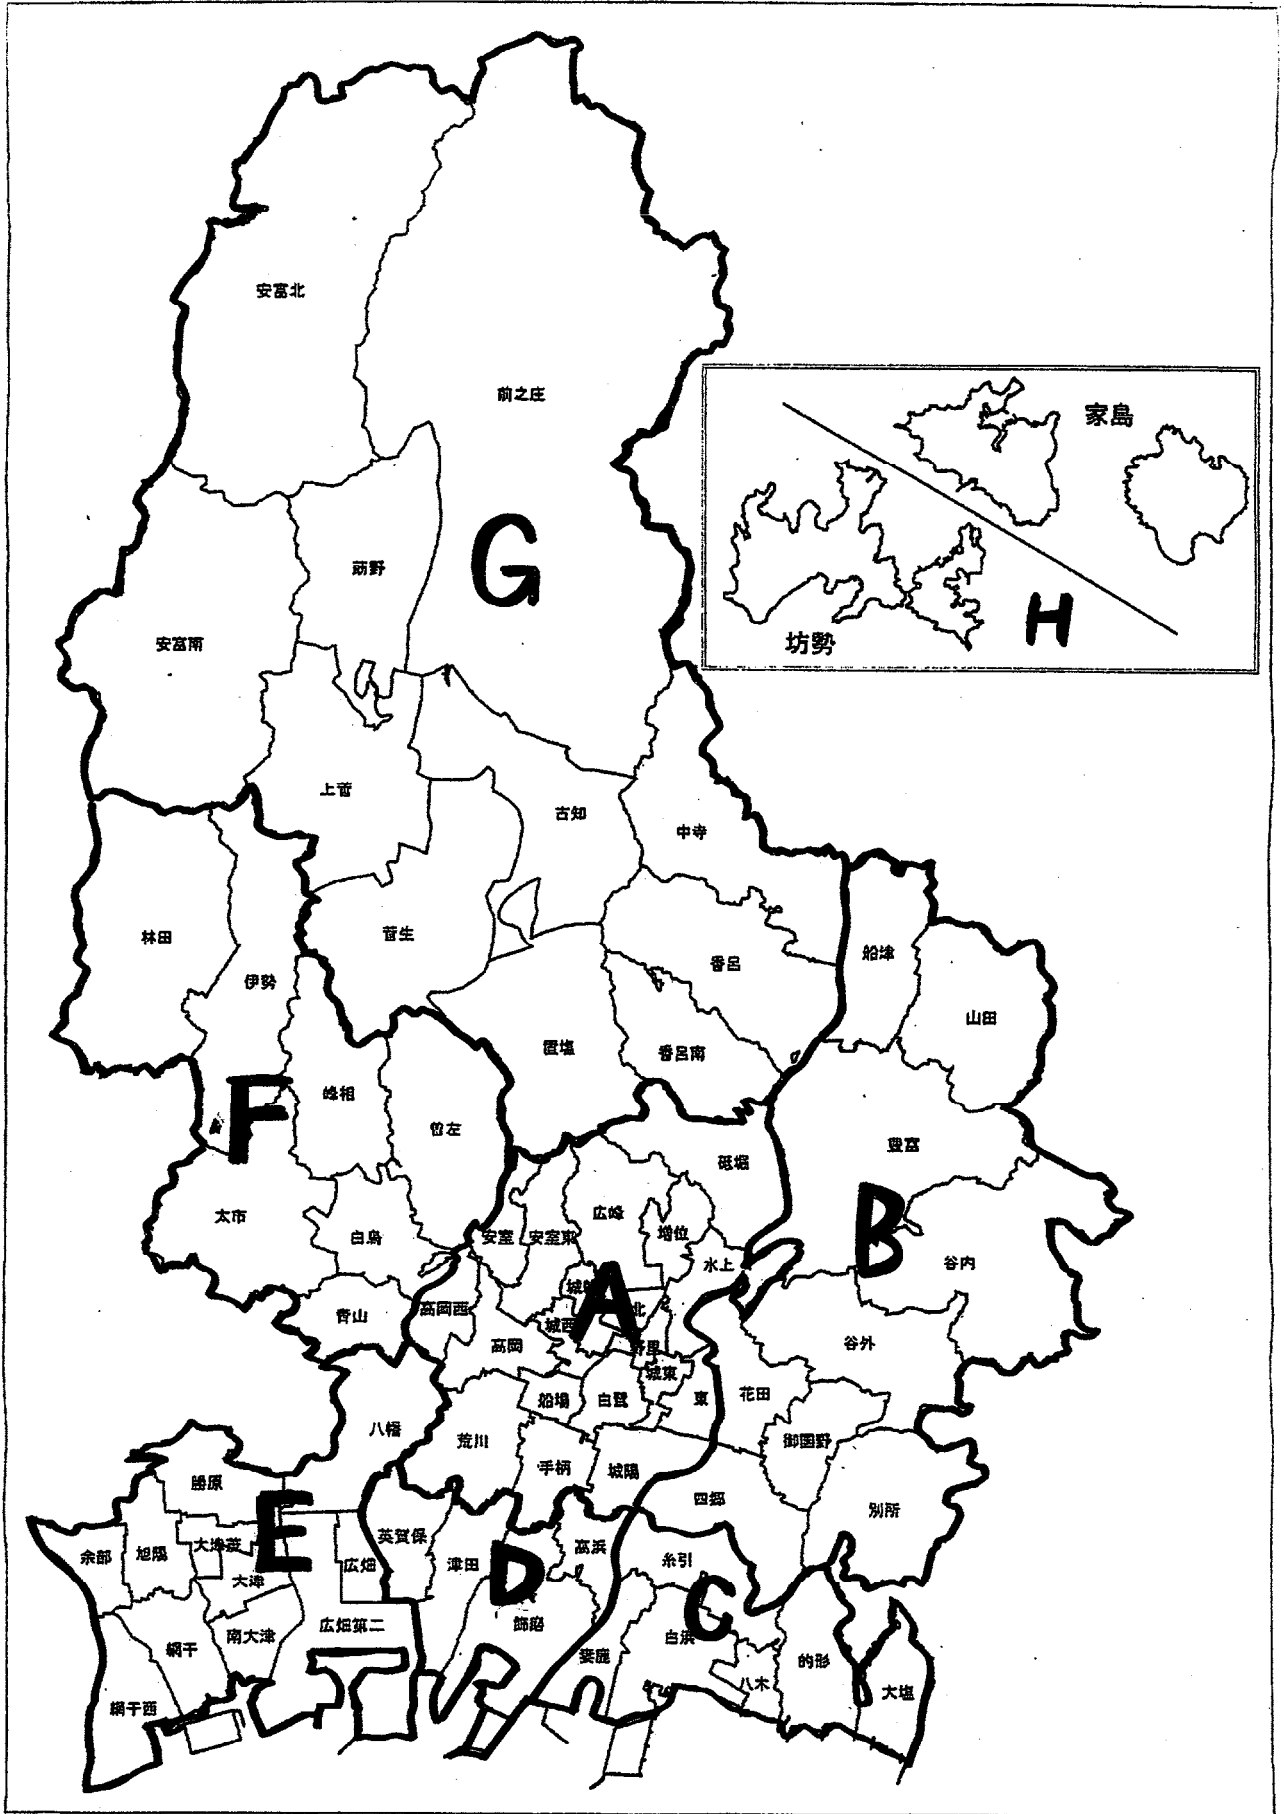 安富北
前之庄
家島
莇野
G
H
安富南
坊勢
上菅
古知
中寺
林田
菅生
伊勢
香呂
船津
山田
置塩
香呂南
F
峰相
曽左
豊富
砥堀
太市
白鳥
安室
安室東
広峰
増位
水上
B
谷内
青山
高岡西
A
城西
高岡
谷外
野里
城東
船場
白鷺
東
花田
八幡
荒川
手柄
城陽
御国野
勝原
四郷
別所
E
余部
旭陽
大津茂
大津
広畑
英賀保
津田
D
高浜
糸引
C
網干
南大津
広畑第二
飾磨
妻鹿
白浜
八木
的形
大塩
網干西